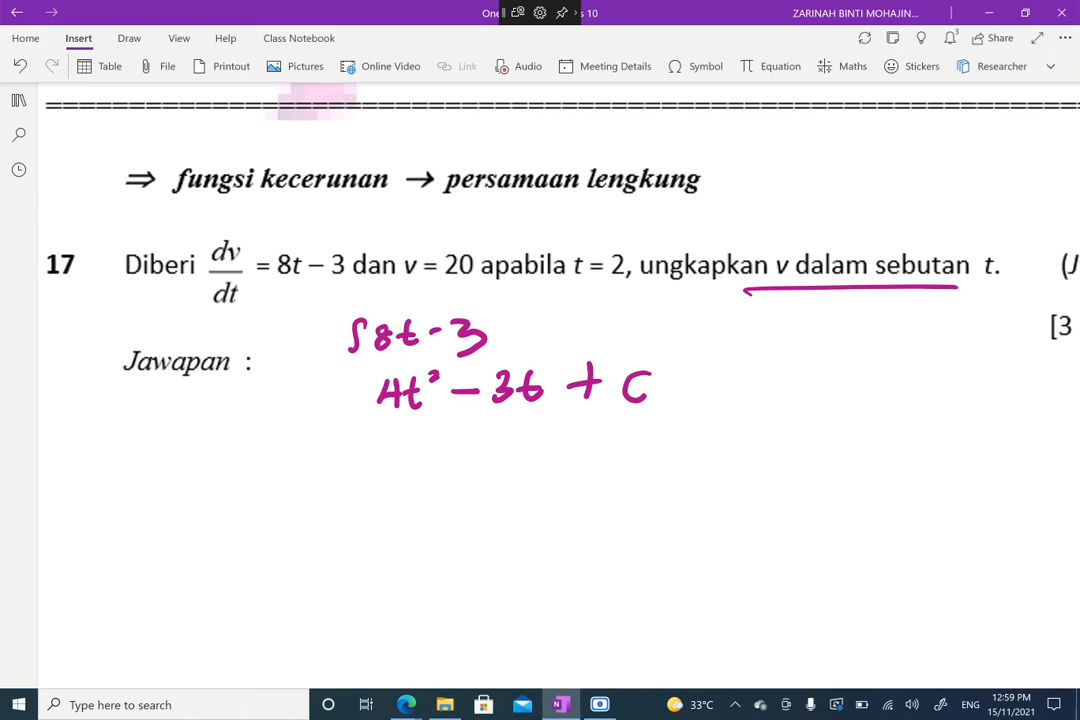 One s 10
ZARINAH BINTI MOHAJIN...
Home Insert Draw View Help Class Notebook
3
Share
Table File Printout Pictures Online Video Link Audio Meeting Details Symbol Equation Maths Stickers Researcher
⇒ fungsi kecerunan → persamaan lengkung
17 Diberi dv/dt = 8t – 3 dan v = 20 apabila t = 2, ungkapkan v dalam sebutan t. (J
[3
∫8t - 3
Jawapan :
4t² – 3t + C
Type here to search
33°C
ENG
12:59 PM
15/11/2021